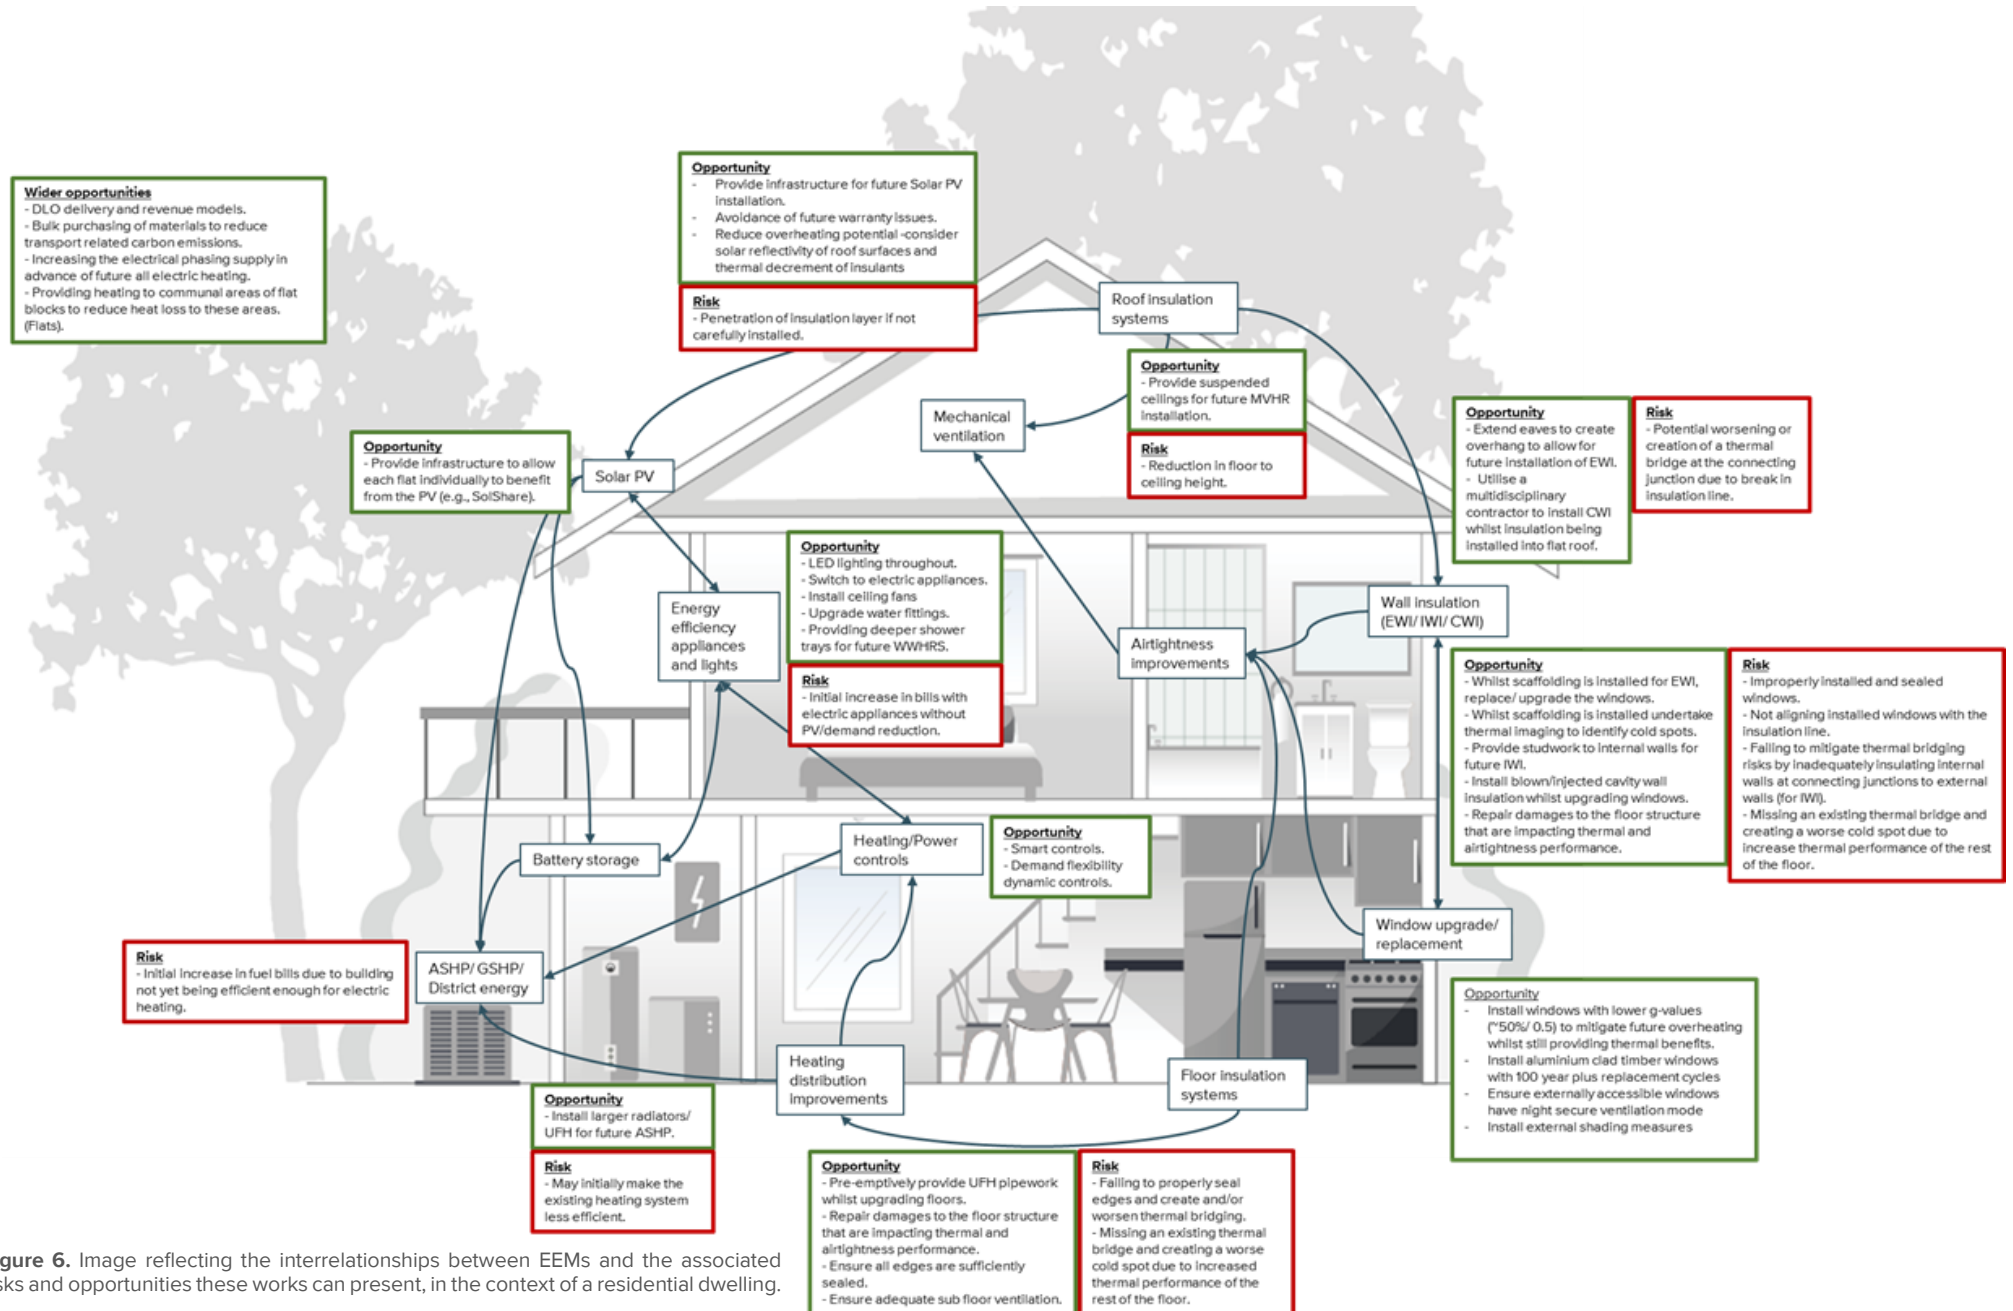 Wider opportunities
- DLO delivery and revenue models.
- Bulk purchasing of materials to reduce
transport related carbon emissions.
- Increasing the electrical phasing supply in
advance of future all electric heating.
- Providing heating to communal areas of flat
blocks to reduce heat loss to these areas.
(Flats).
Opportunity
- Provide infrastructure for future Solar PV
installation.
- Avoidance of future warranty issues.
- Reduce overheating potential -consider
solar reflectivity of roof surfaces and
thermal decrement of insulants
Risk
- Penetration of insulation layer if not
carefully installed.
Roof insulation
systems
Opportunity
- Provide suspended
ceilings for future MVHR
installation.
Risk
- Reduction in floor to
ceiling height.
Mechanical
ventilation
Opportunity
- Extend eaves to create
overhang to allow for
future installation of EWI.
- Utilise a
multidisciplinary
contractor to install CWI
whilst insulation being
installed into flat roof.
Risk
- Potential worsening or
creation of a thermal
bridge at the connecting
junction due to break in
insulation line.
Opportunity
- Provide infrastructure to allow
each flat individually to benefit
from the PV (e.g., SolShare).
Solar PV
Energy
efficiency
appliances
and lights
Opportunity
- LED lighting throughout.
- Switch to electric appliances.
- Install ceiling fans
- Upgrade water fittings.
- Providing deeper shower
trays for future WWHRS.
Risk
- Initial increase in bills with
electric appliances without
PV/demand reduction.
Airtightness
improvements
Wall insulation
(EWI/ IWI/ CWI)
Opportunity
- Whilst scaffolding is installed for EWI,
replace/ upgrade the windows.
- Whilst scaffolding is installed undertake
thermal imaging to identify cold spots.
- Provide studwork to internal walls for
future IWI.
- Install blown/injected cavity wall
insulation whilst upgrading windows.
- Repair damages to the floor structure
that are impacting thermal and
airtightness performance.
Risk
- Improperly installed and sealed
windows.
- Not aligning installed windows with the
insulation line.
- Failing to mitigate thermal bridging
risks by inadequately insulating internal
walls at connecting junctions to external
walls (for IWI).
- Missing an existing thermal bridge and
creating a worse cold spot due to
increase thermal performance of the rest
of the floor.
Battery storage
Heating/Power
controls
Opportunity
- Smart controls.
- Demand flexibility
dynamic controls.
Window upgrade/
replacement
Risk
- Initial increase in fuel bills due to building
not yet being efficient enough for electric
heating.
ASHP/ GSHP/
District energy
Opportunity
- Install windows with lower g-values
(~50%/ 0.5) to mitigate future overheating
whilst still providing thermal benefits.
- Install aluminium clad timber windows
with 100 year plus replacement cycles
- Ensure externally accessible windows
have night secure ventilation mode
- Install external shading measures
Heating
distribution
improvements
Floor insulation
systems
Opportunity
- Install larger radiators/
UFH for future ASHP.
Risk
- May initially make the
existing heating system
less efficient.
Opportunity
- Pre-emptively provide UFH pipework
whilst upgrading floors.
- Repair damages to the floor structure
that are impacting thermal and
airtightness performance.
- Ensure all edges are sufficiently
sealed.
- Ensure adequate sub floor ventilation.
Risk
- Failing to properly seal
edges and create and/or
worsen thermal bridging.
- Missing an existing thermal
bridge and creating a worse
cold spot due to increased
thermal performance of the
rest of the floor.
gure 6. Image reflecting the interrelationships between EEMs and the associated
sks and opportunities these works can present, in the context of a residential dwelling.